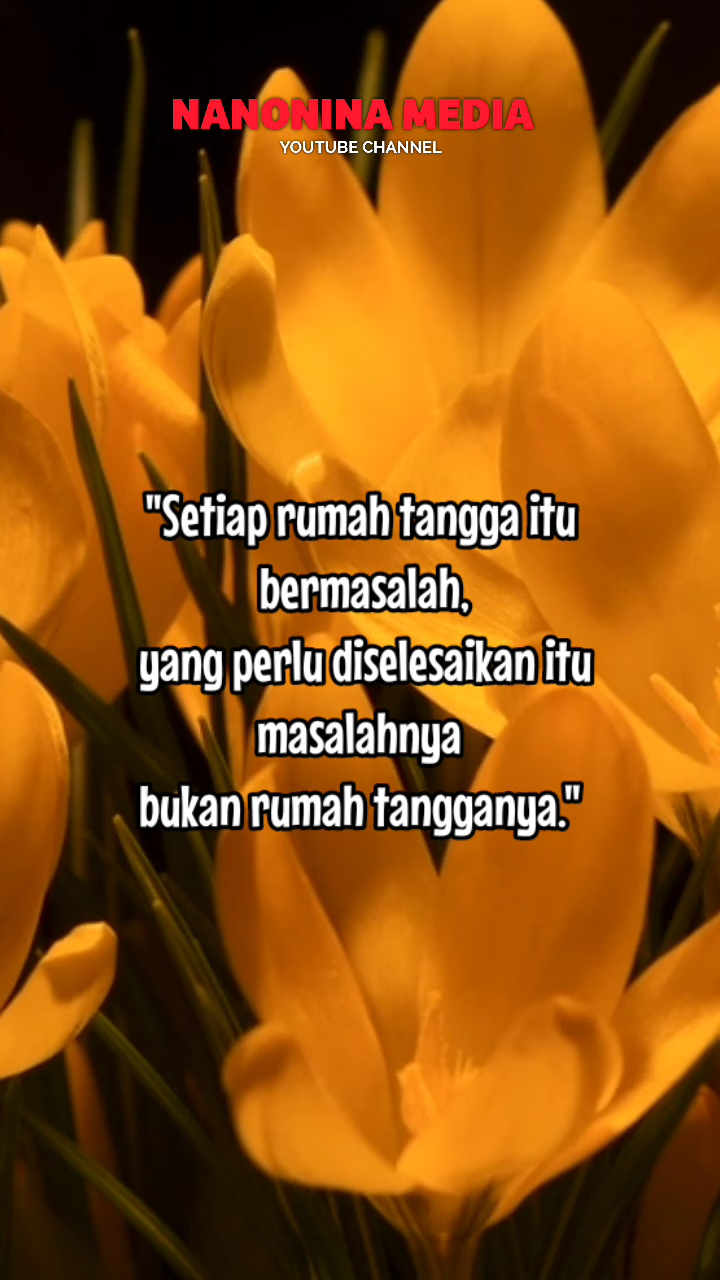 NANONINA MEDIA
YOUTUBE CHANNEL
"Setiap rumah tangga itu
bermasalah,
yang perlu diselesaikan itu
masalahnya
bukan rumah tangganya."